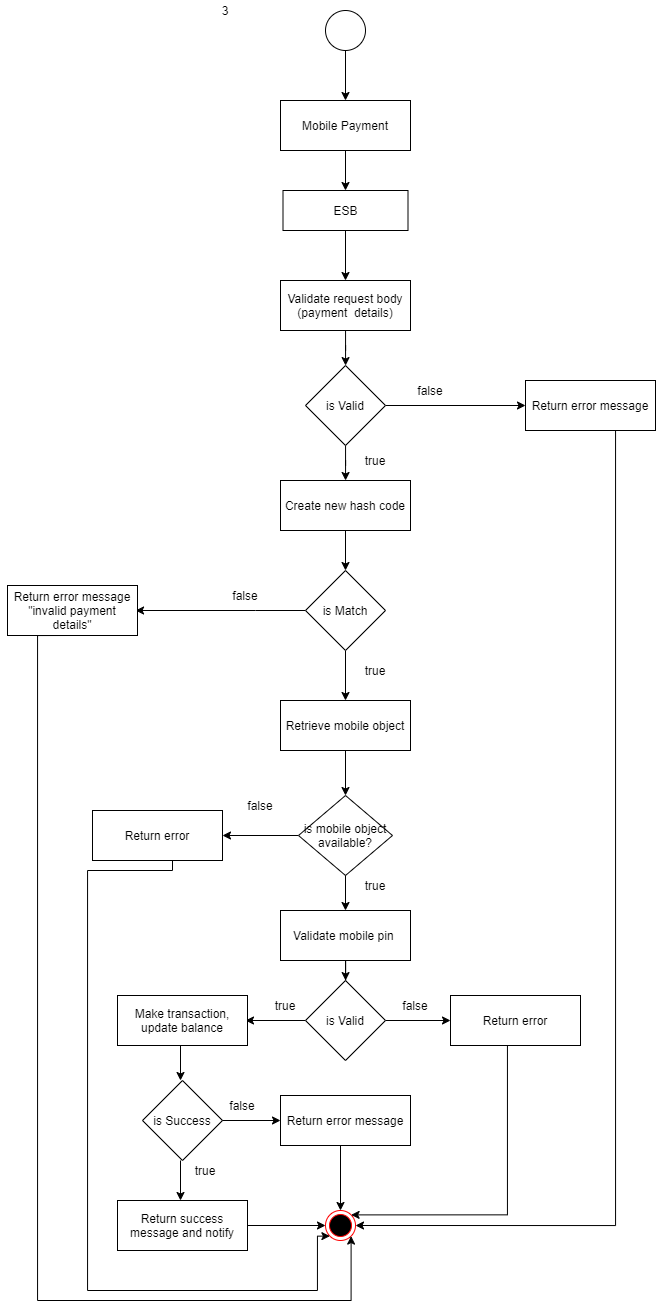 3
Mobile Payment
ESB
Validate request body
(payment details)
is Valid
false
Return error message
true
Create new hash code
Return error message
"invalid payment
details"
false
is Match
true
Retrieve mobile object
false
Return error
is mobile object
available?
true
Validate mobile pin
Make transaction,
update balance
true
is Valid
false
Return error
is Success
false
Return error message
true
Return success
message and notify